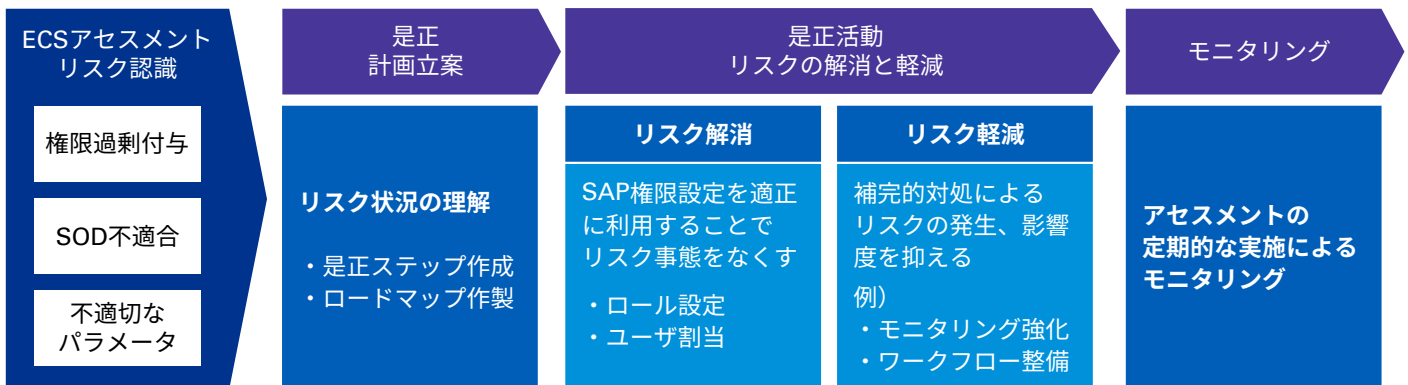 ECSアセスメント
リスク認識
権限過剰付与
SOD不適合
不適切な
パラメータ
是正
計画立案
リスク状況の理解
・是正ステップ作成
・ロードマップ作製
是正活動
リスクの解消と軽減
リスク解消
SAP権限設定を適正
に利用することで
リスク事態をなくす
・ロール設定
・ユーザ割当
リスク軽減
補完的対処による
リスクの発生、影響
度を抑える
例）
・モニタリング強化
・ワークフロー整備
モニタリング
アセスメントの
定期的な実施による
モニタリング